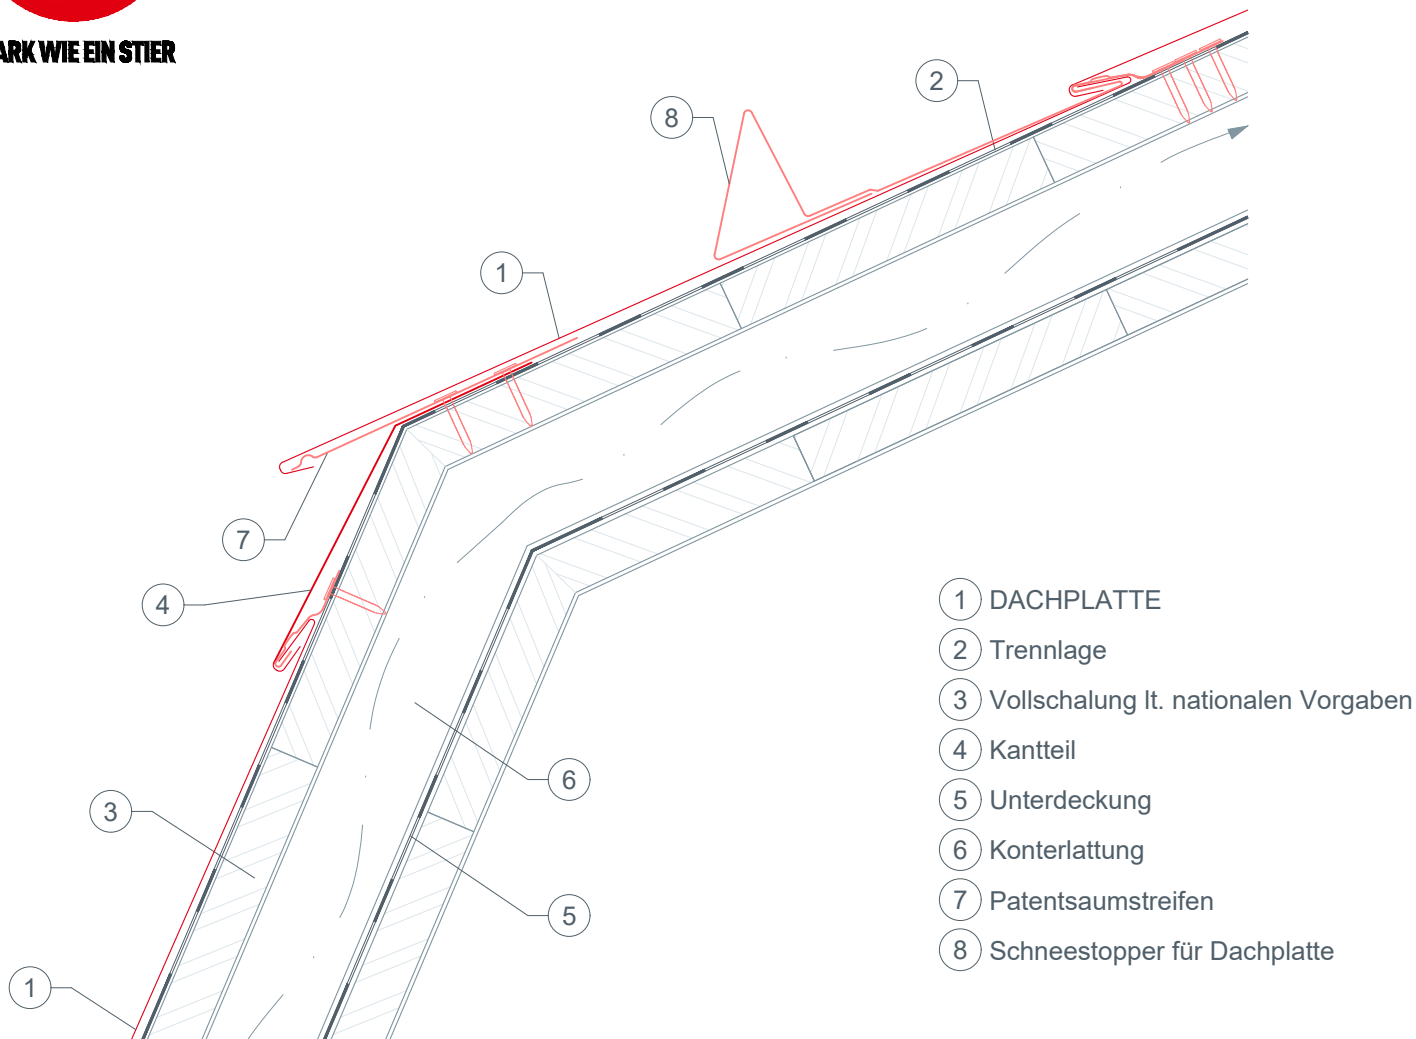 WIE EIN STIER
2
8
1
7
4
3
6
5
1
1 DACHPLATTE
2 Trennlage
3 Vollschalung lt. nationalen Vorgaben
4 Kantteil
5 Unterdeckung
6 Konterlattung
7 Patentsaumstreifen
8 Schneestopper für Dachplatte